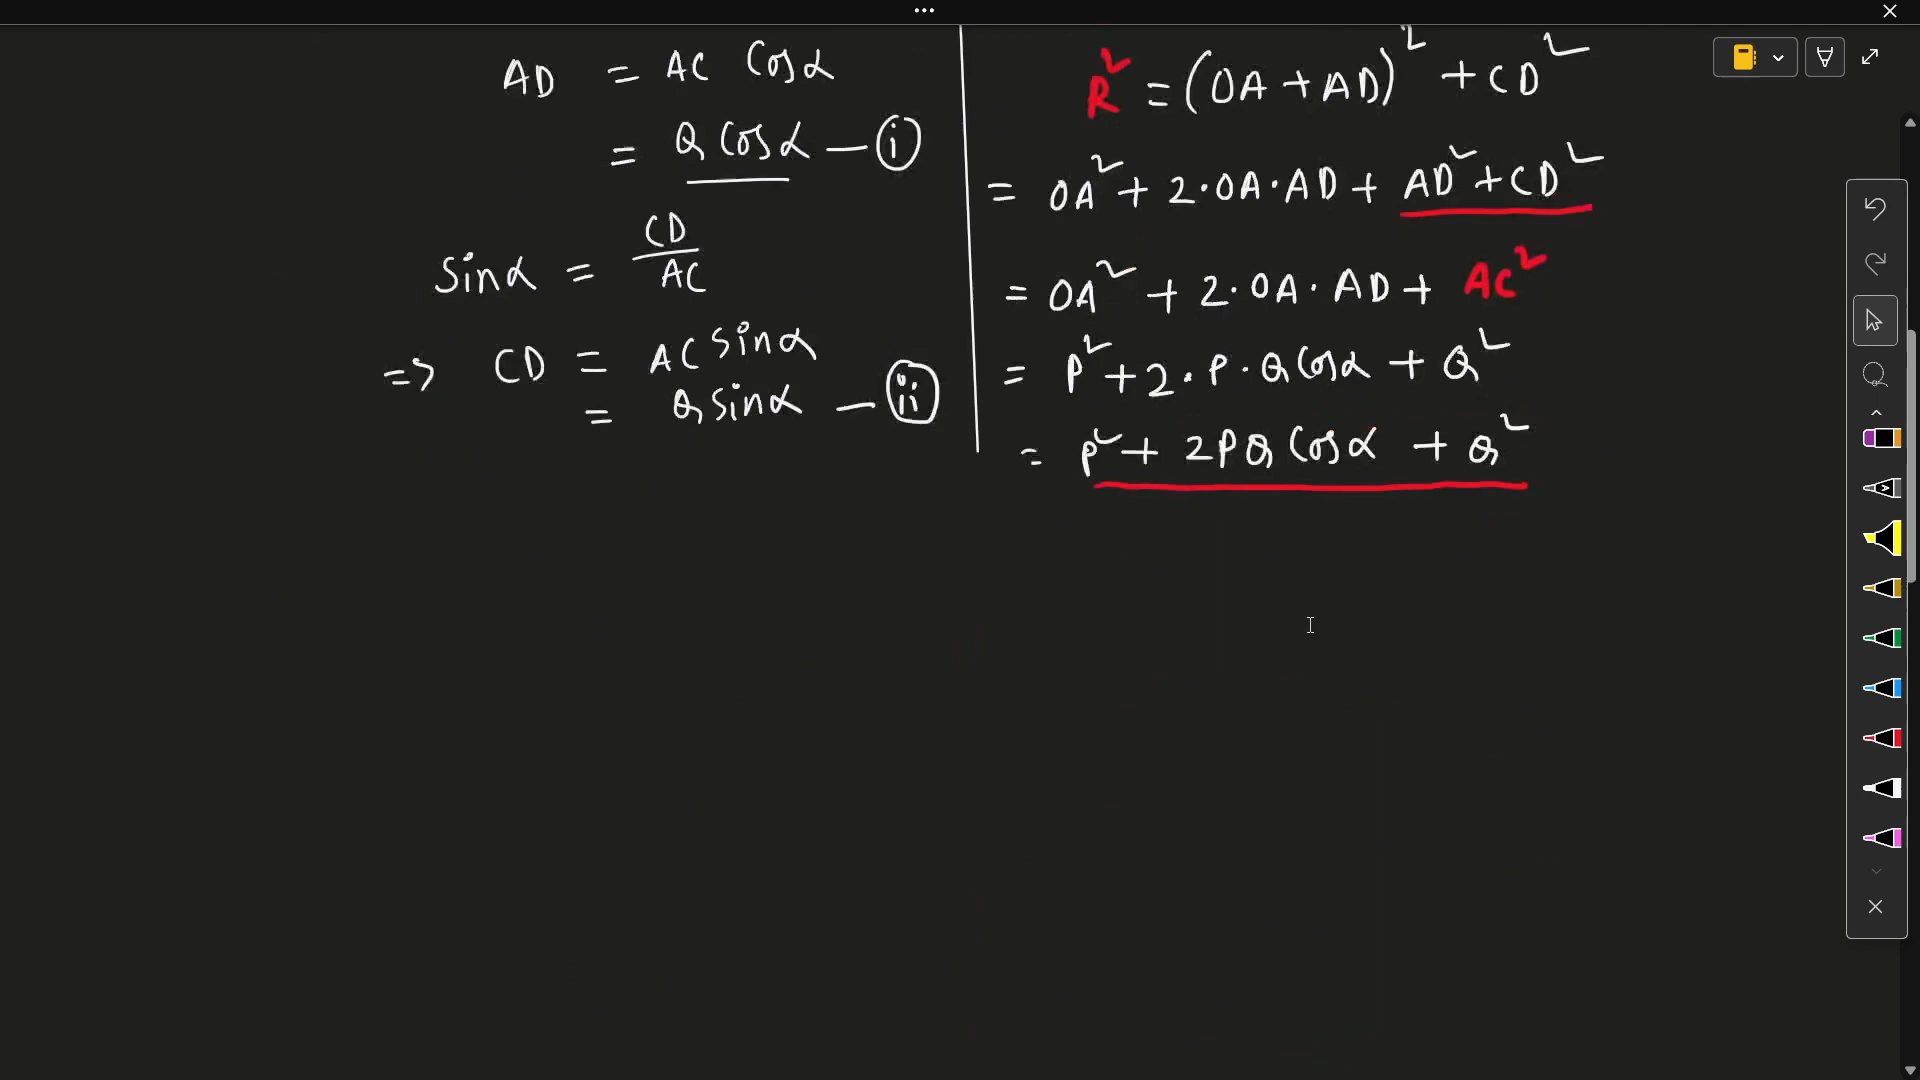 AD = AC Cosα
= Q Cosα — (i)
Sinα = CD/AC
=> CD = AC sinα
= Q sinα — (ii)
R² = (OA + AD)² + CD²
= OA² + 2·OA·AD + AD² + CD²
= OA² + 2·OA·AD + AC²
= P² + 2·P·Q Cosα + Q²
= P² + 2PQ Cosα + Q²